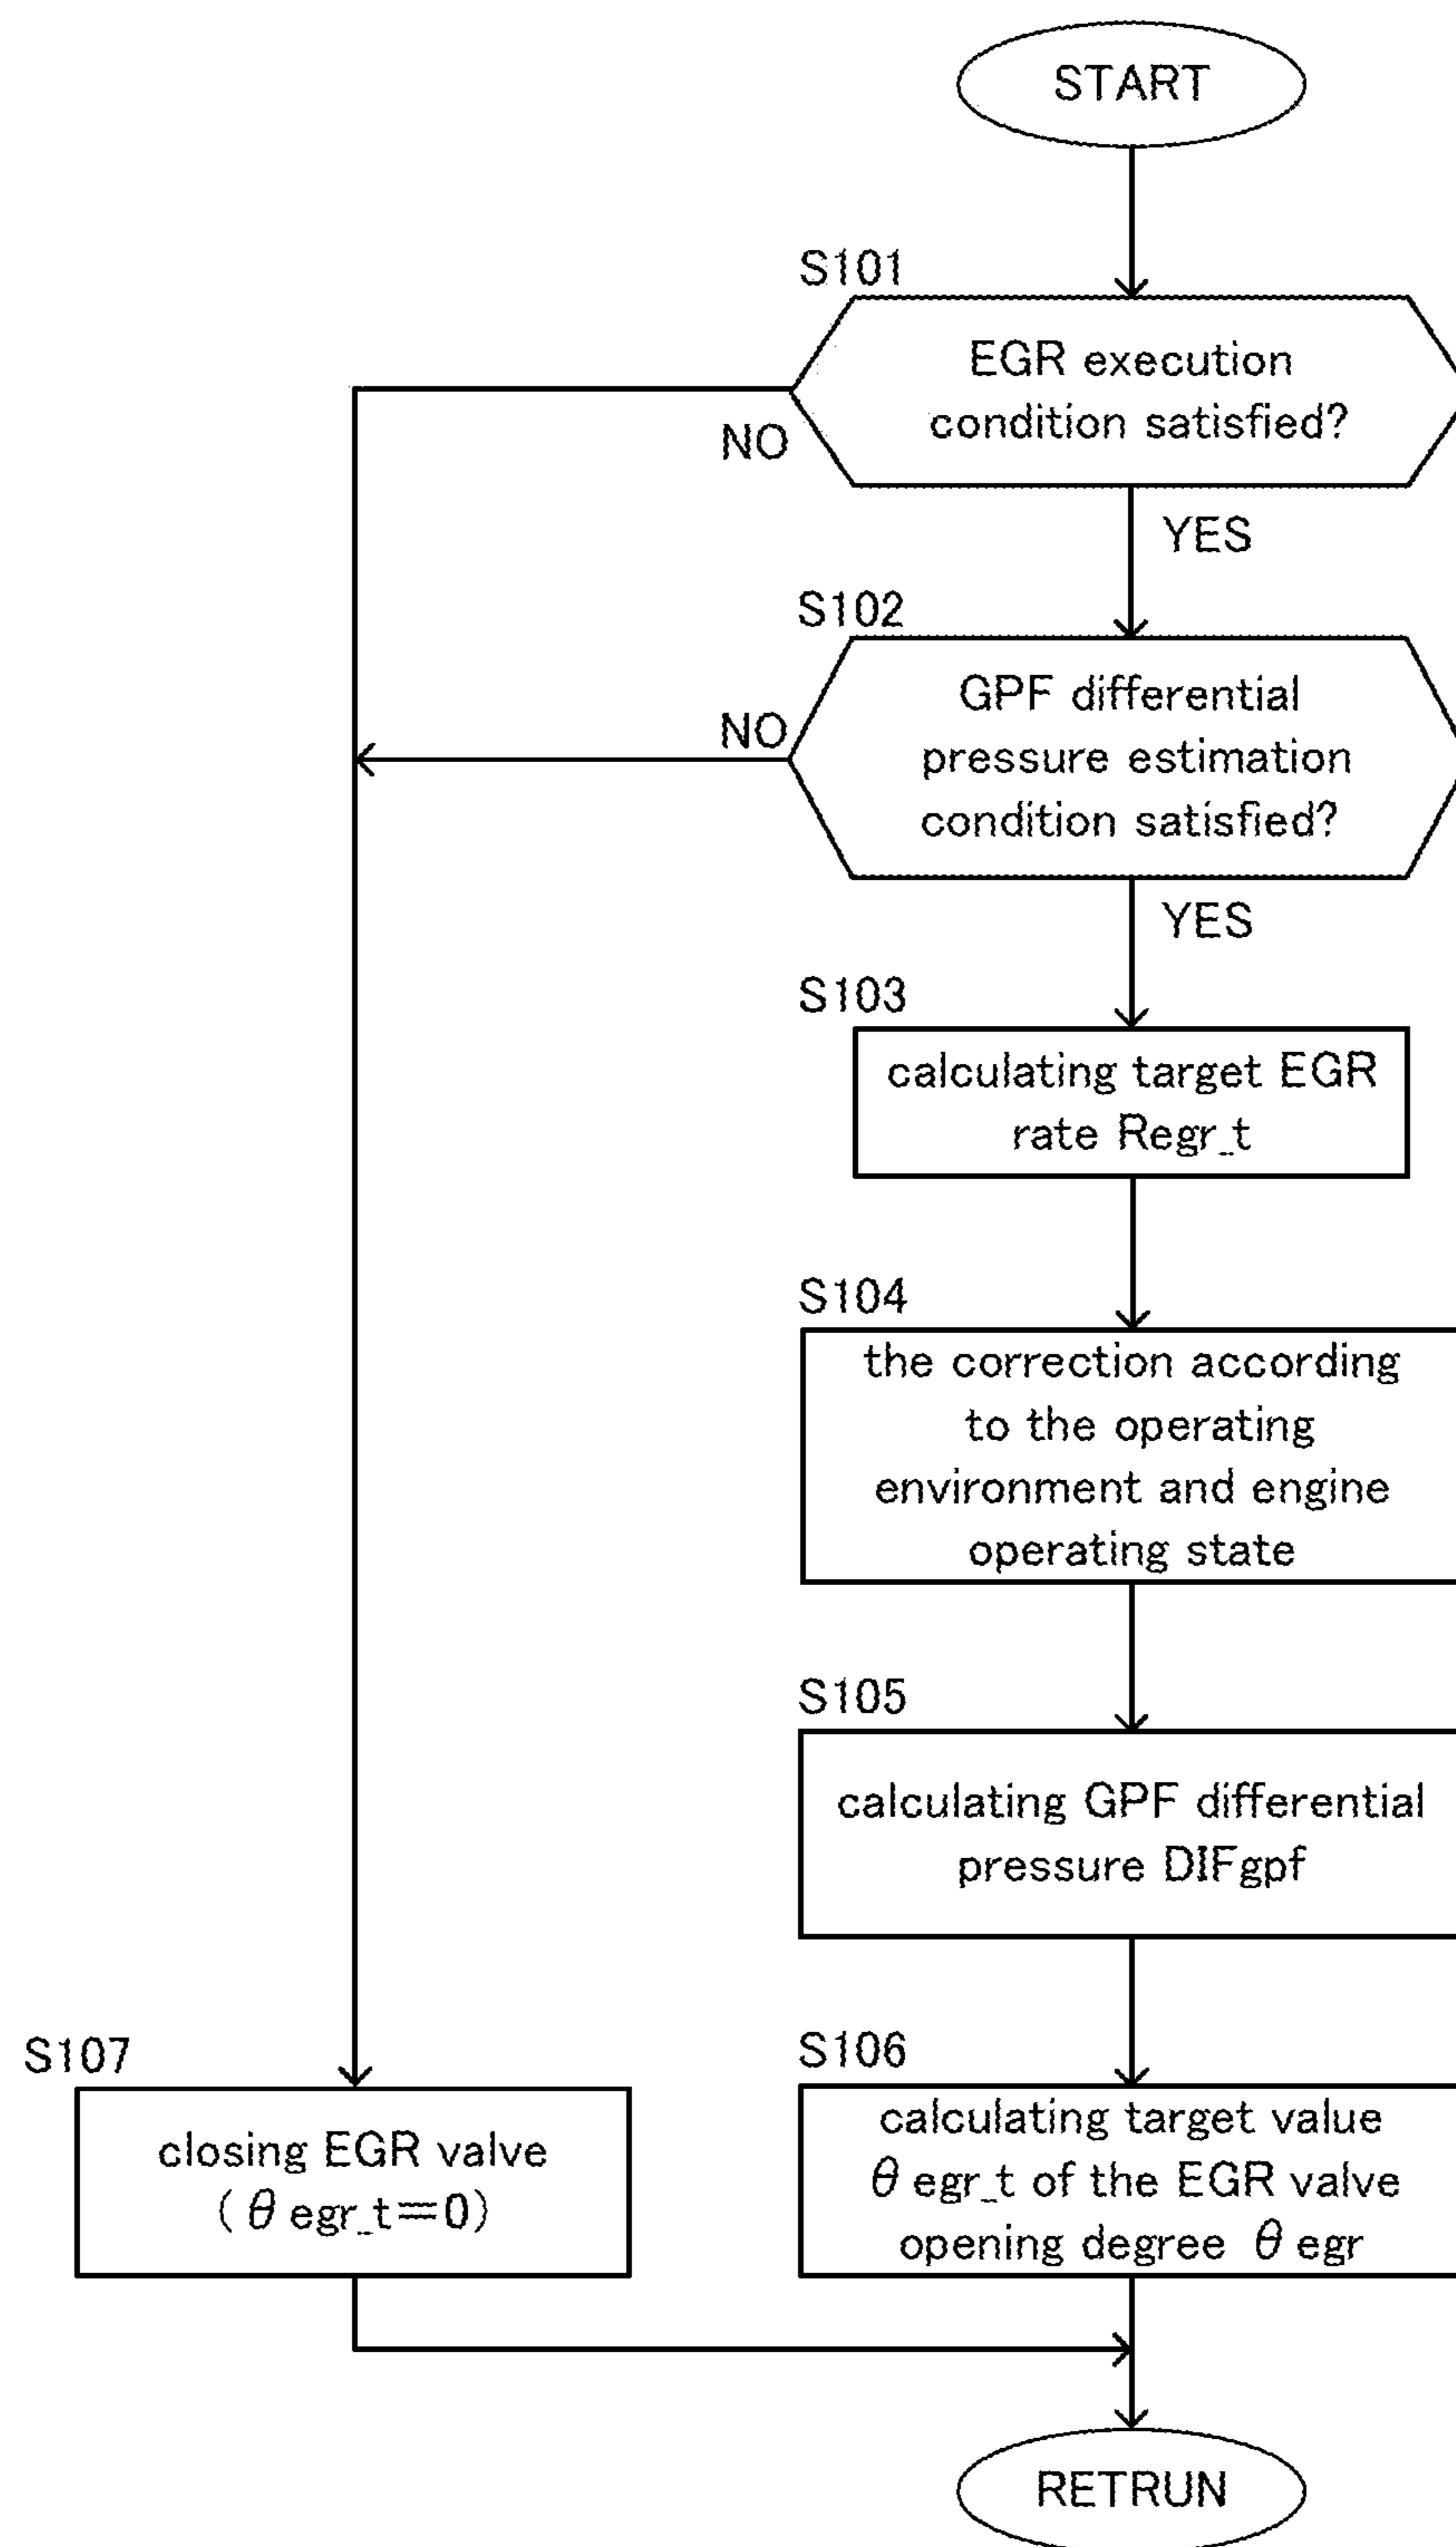 START
S101
EGR execution
condition satisfied?
NO
YES
S102
GPF differential
pressure estimation
condition satisfied?
NO
YES
S103
calculating target EGR
rate Regr_t
S104
the correction according
to the operating
environment and engine
operating state
S105
calculating GPF differential
pressure DIFgpf
S107
closing EGR valve
(θ egr_t=0)
S106
calculating target value
θ egr_t of the EGR valve
opening degree θ egr
RETRUN